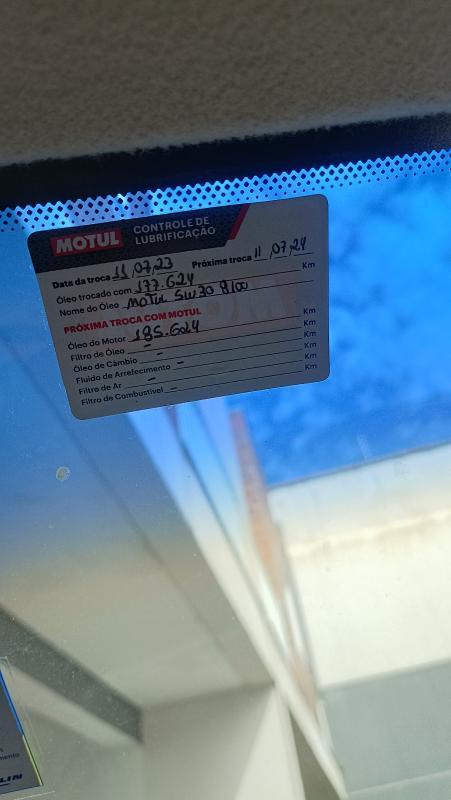 MOTUL CONTROLE DE
LUBRIFICAÇÃO
Data da troca 11,07,23 Próxima troca 11,07,24
Óleo trocado com 177.624 Km
Nome do Óleo MOTUL 5W30 8100
PRÓXIMA TROCA COM MOTUL
Óleo do Motor 185.624 Km
Filtro de Óleo - Km
Óleo de Câmbio - Km
Fluido de Arrefecimento - Km
Filtro de Ar - Km
Filtro de Combustível - Km